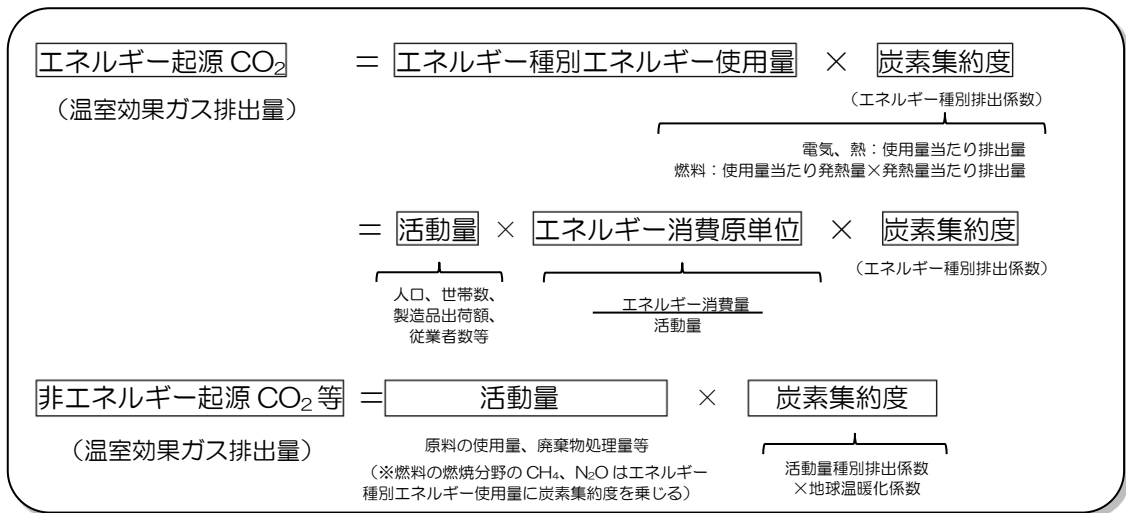 エネルギー起源 CO₂ = エネルギー種別エネルギー使用量 × 炭素集約度
（温室効果ガス排出量）
（エネルギー種別排出係数）
電気、熱：使用量当たり排出量
燃料：使用量当たり発熱量×発熱量当たり排出量
= 活動量 × エネルギー消費原単位 × 炭素集約度
（エネルギー種別排出係数）
人口、世帯数、
製造品出荷額、
従業者数等
エネルギー消費量
活動量
非エネルギー起源 CO₂ 等 = 活動量 × 炭素集約度
（温室効果ガス排出量）
原料の使用量、廃棄物処理量等
（※燃料の燃焼分野の CH₄、N₂O はエネルギー
種別エネルギー使用量に炭素集約度を乗じる）
活動量種別排出係数
×地球温暖化係数